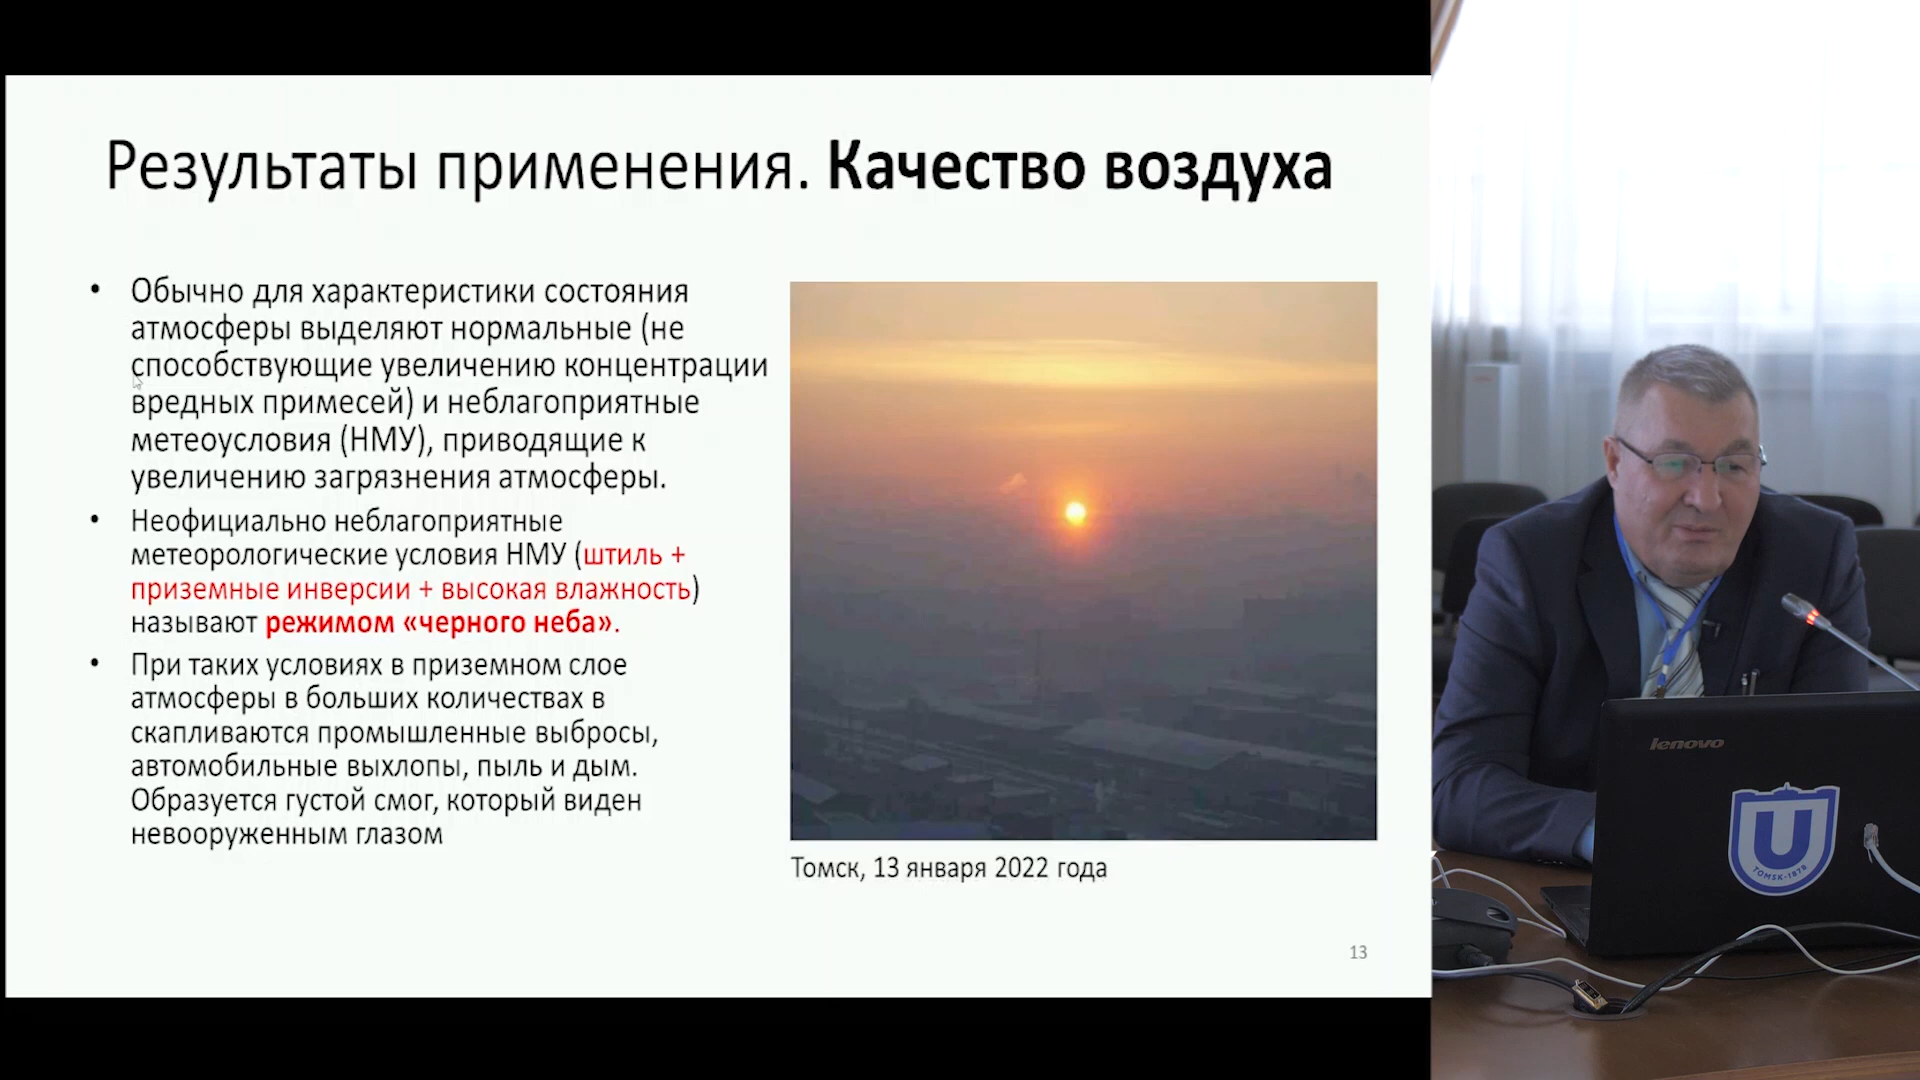 Результаты применения. Качество воздуха
• Обычно для характеристики состояния
атмосферы выделяют нормальные (не
способствующие увеличению концентрации
вредных примесей) и неблагоприятные
метеоусловия (НМУ), приводящие к
увеличению загрязнения атмосферы.
• Неофициально неблагоприятные
метеорологические условия НМУ (штиль +
приземные инверсии + высокая влажность)
называют режимом «черного неба».
• При таких условиях в приземном слое
атмосферы в больших количествах в
скапливаются промышленные выбросы,
автомобильные выхлопы, пыль и дым.
Образуется густой смог, который виден
невооруженным глазом
Томск, 13 января 2022 года
13
lenovo
U
TOMSK-1878